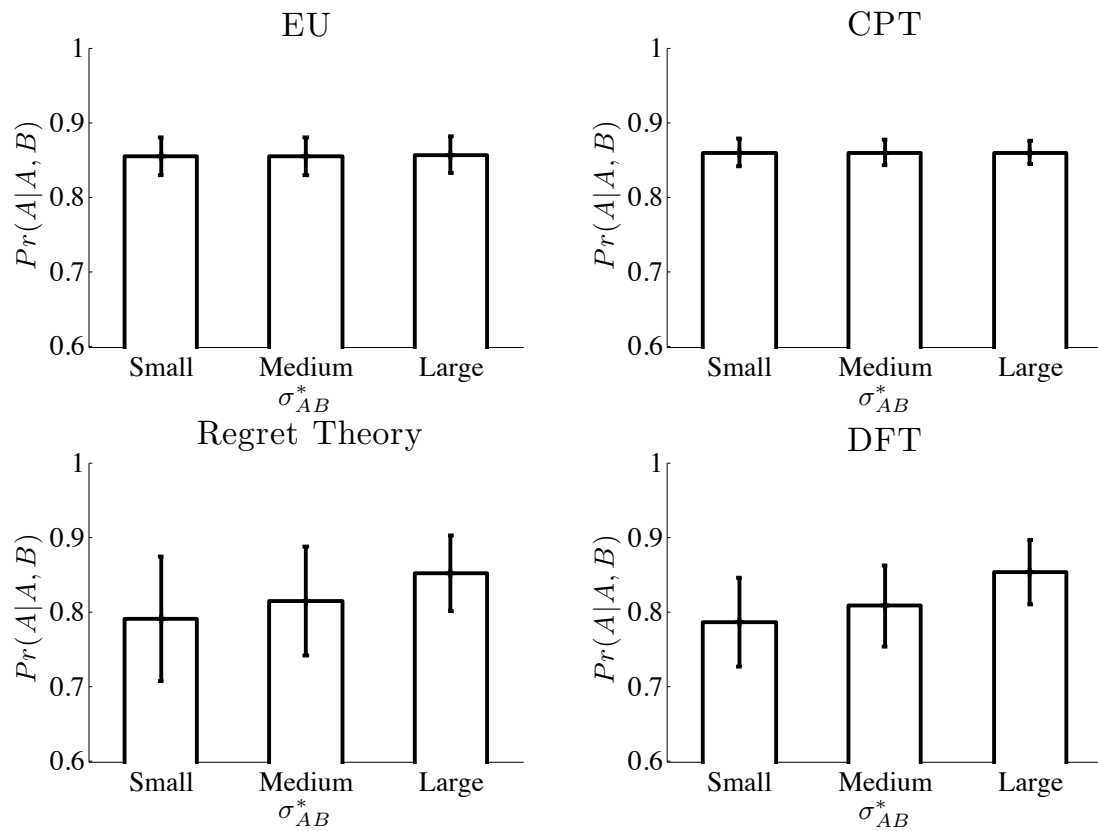 EU
1
0.9
0.8
0.7
0.6
Pr(A|A, B)
Small Medium Large
σ*AB
CPT
1
0.9
0.8
0.7
0.6
Pr(A|A, B)
Small Medium Large
σ*AB
Regret Theory
1
0.9
0.8
0.7
0.6
Pr(A|A, B)
Small Medium Large
σ*AB
DFT
1
0.9
0.8
0.7
0.6
Pr(A|A, B)
Small Medium Large
σ*AB